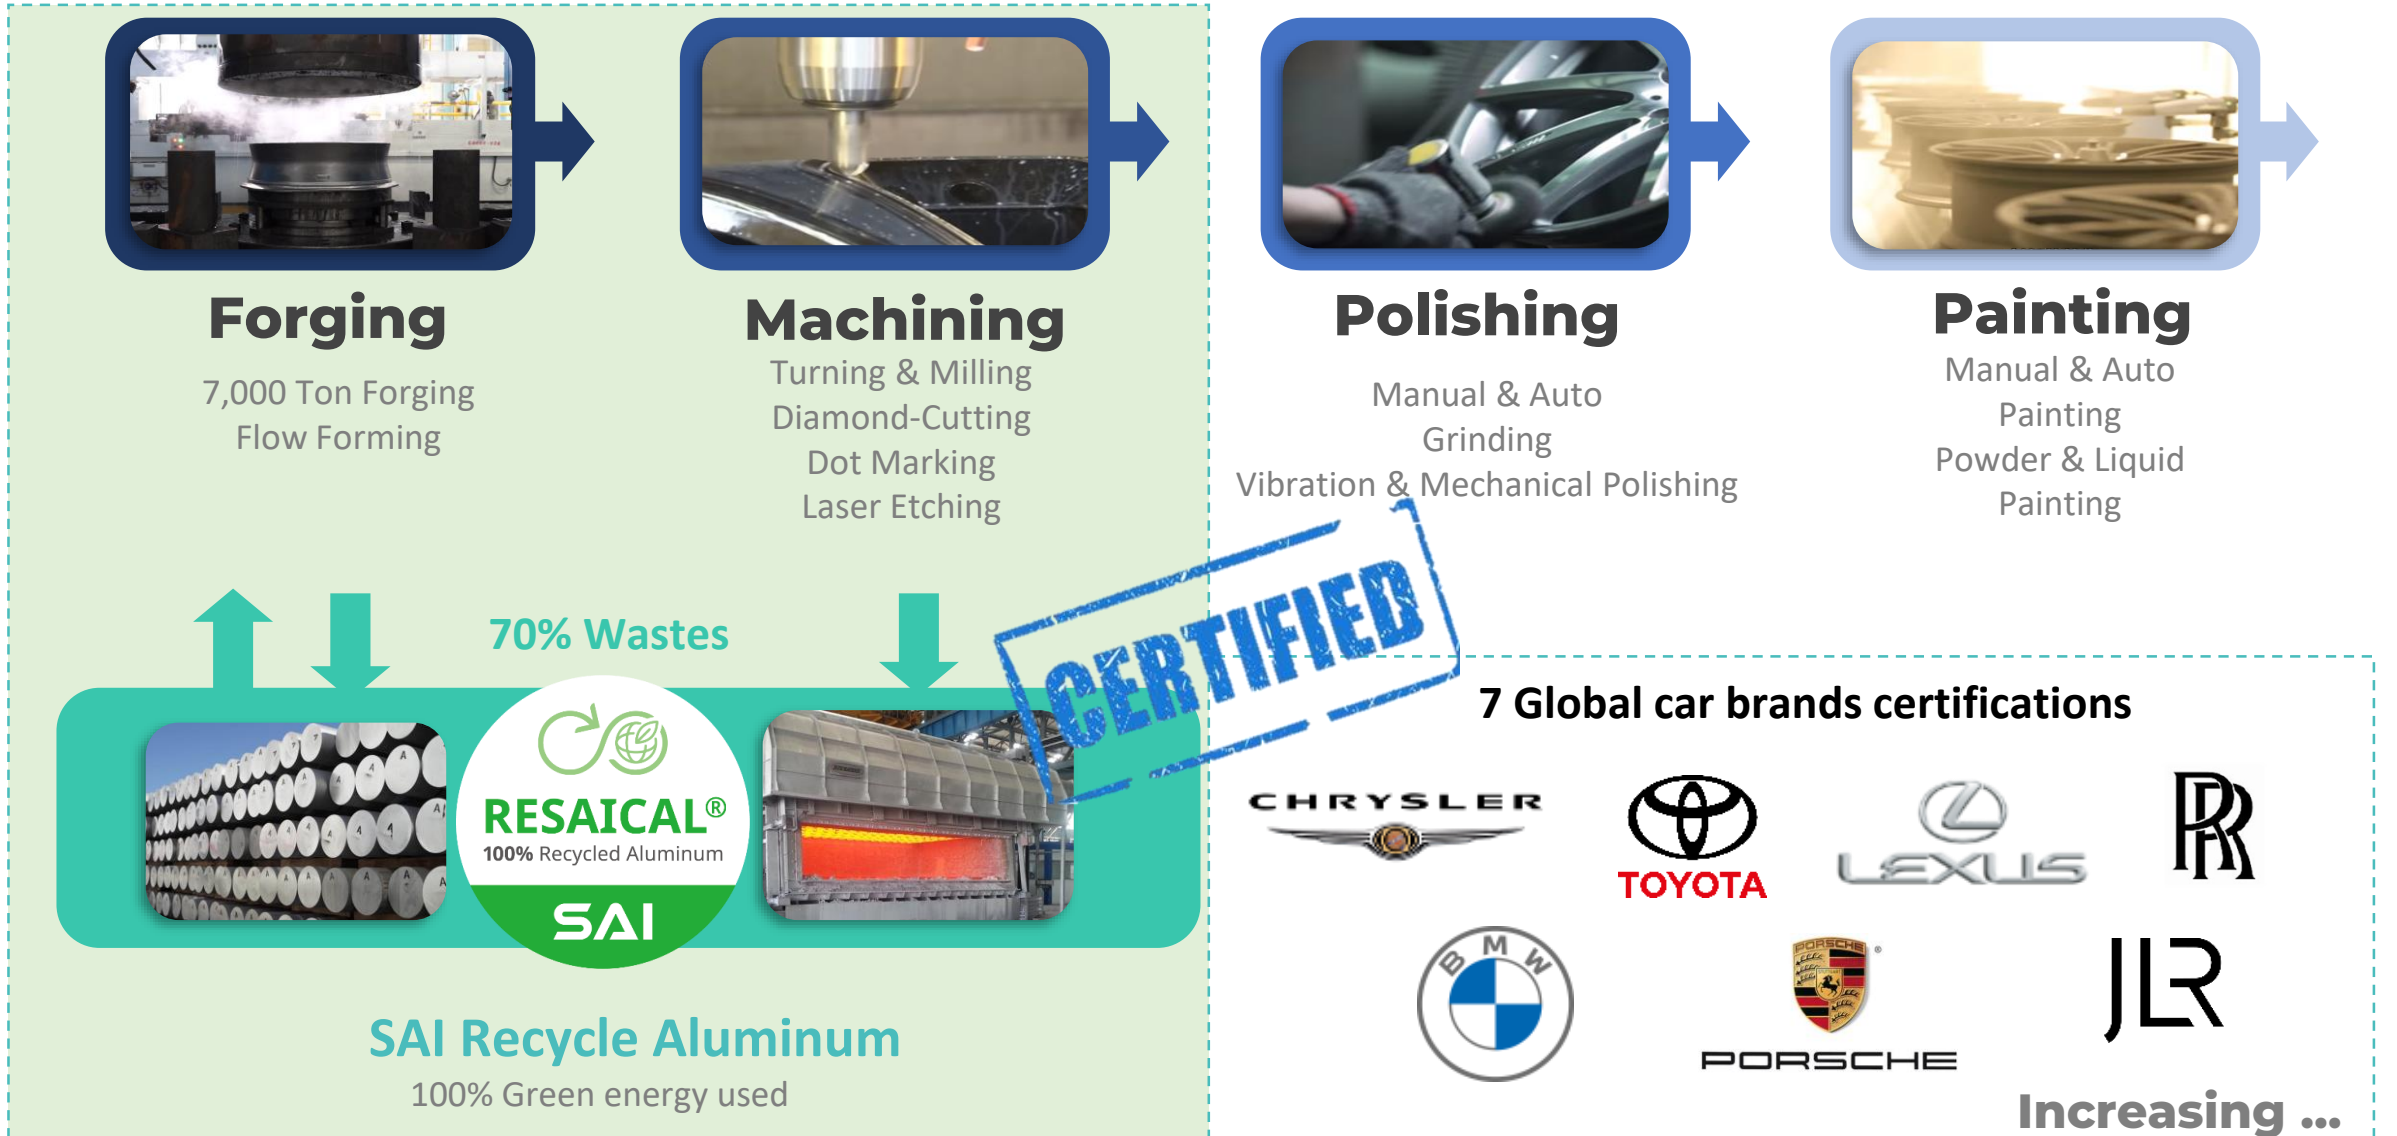 Forging
7,000 Ton Forging
Flow Forming
Machining
Turning & Milling
Diamond-Cutting
Dot Marking
Laser Etching
Polishing
Manual & Auto
Grinding
Vibration & Mechanical Polishing
Painting
Manual & Auto
Painting
Powder & Liquid
Painting
70% Wastes
CERTIFIED
RESAICAL®
100% Recycled Aluminum
SAI
SAI Recycle Aluminum
100% Green energy used
7 Global car brands certifications
CHRYSLER
TOYOTA
LEXUS
RR
BMW
PORSCHE
®
PORSCHE
JLR
Increasing ...